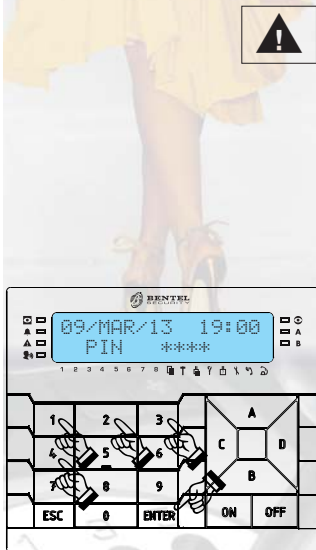 !
BENTEL
SECURITY
09/MAR/13 19:00
PIN ****
A
B
1 2 3 4 5 6 7 8
1 2 3
4 5 6
7 8 9
ESC 0 ENTER
A
C D
B
ON OFF